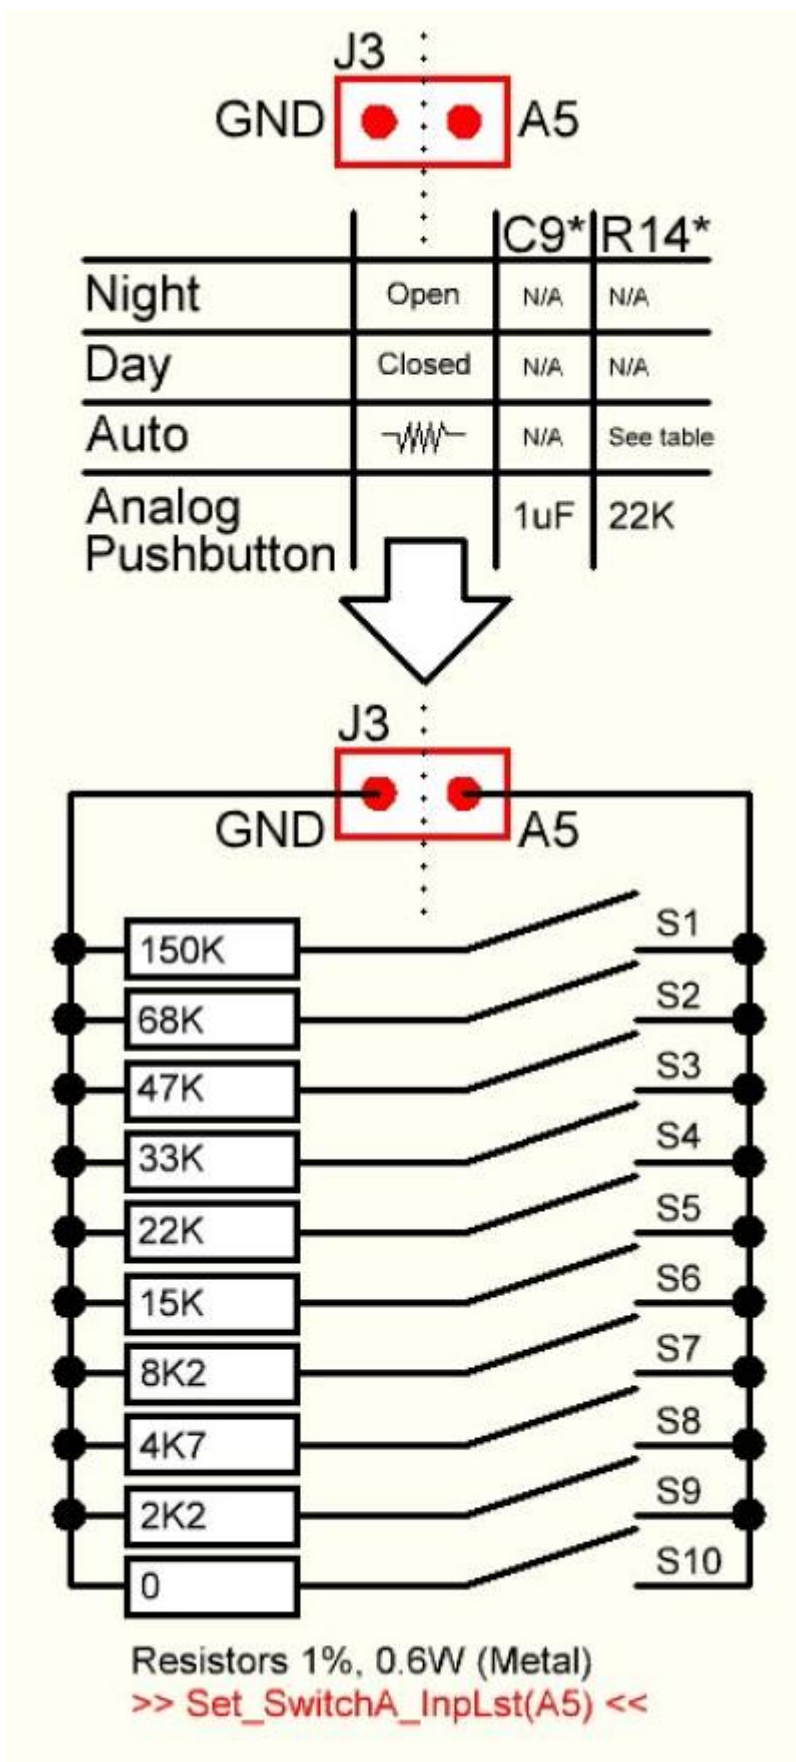 J3
GND A5
C9* R14*
Night Open N/A N/A
Day Closed N/A N/A
Auto N/A See table
Analog
Pushbutton 1uF 22K
J3
GND A5
150K S1
68K S2
47K S3
33K S4
22K S5
15K S6
8K2 S7
4K7 S8
2K2 S9
0 S10
Resistors 1%, 0.6W (Metal)
>> Set_SwitchA_InpLst(A5) <<